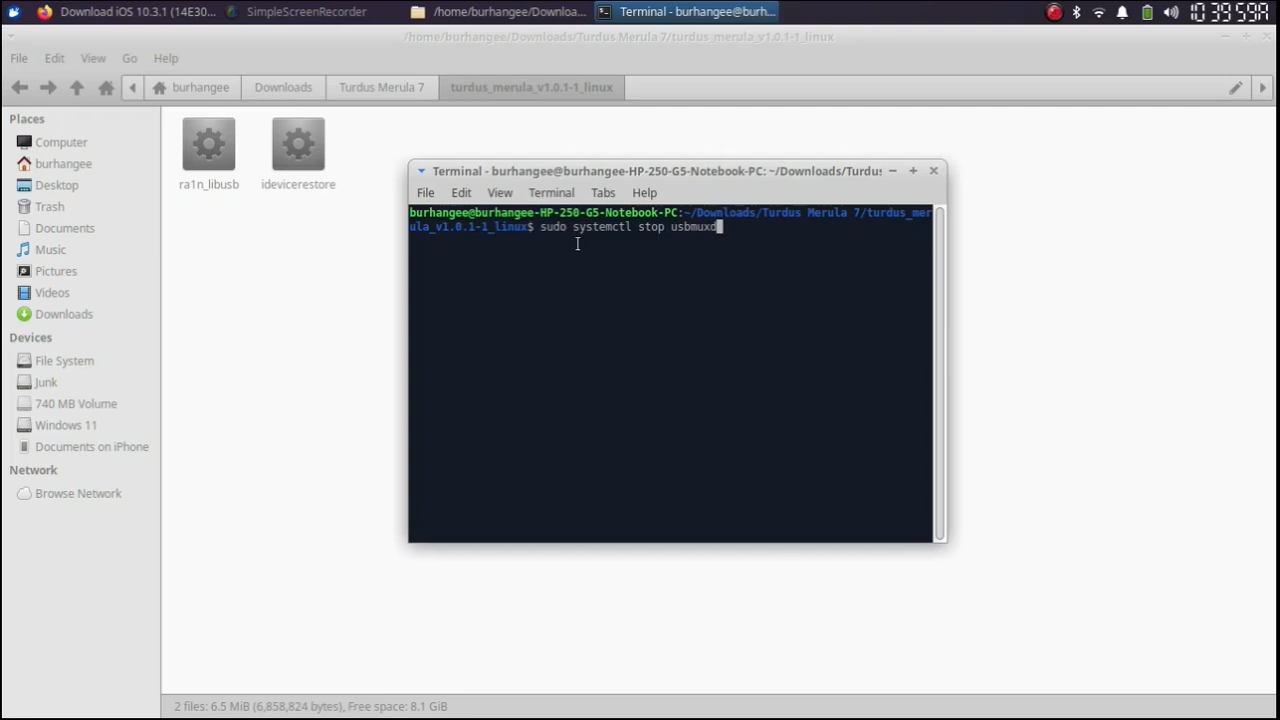 Download iOS 10.3.1 (14E30... SimpleScreenRecorder /home/burhangee/Downloa... Terminal - burhangee@burh... 10:39:59A
/home/burhangee/Downloads/Turdus Merula 7/turdus_merula_v1.0.1-1_linux
File Edit View Go Help
burhangee Downloads Turdus Merula 7 turdus_merula_v1.0.1-1_linux
Places
Computer
burhangee
Desktop
Trash
Documents
Music
Pictures
Videos
Downloads
Devices
File System
Junk
740 MB Volume
Windows 11
Documents on iPhone
Network
Browse Network
ra1n_libusb idevicerestore
Terminal - burhangee@burhangee-HP-250-G5-Notebook-PC: ~/Downloads/Turdus
File Edit View Terminal Tabs Help
burhangee@burhangee-HP-250-G5-Notebook-PC:~/Downloads/Turdus Merula 7/turdus_mer
ula_v1.0.1-1_linux$ sudo systemctl stop usbmuxd
2 files: 6.5 MiB (6,858,824 bytes), Free space: 8.1 GiB